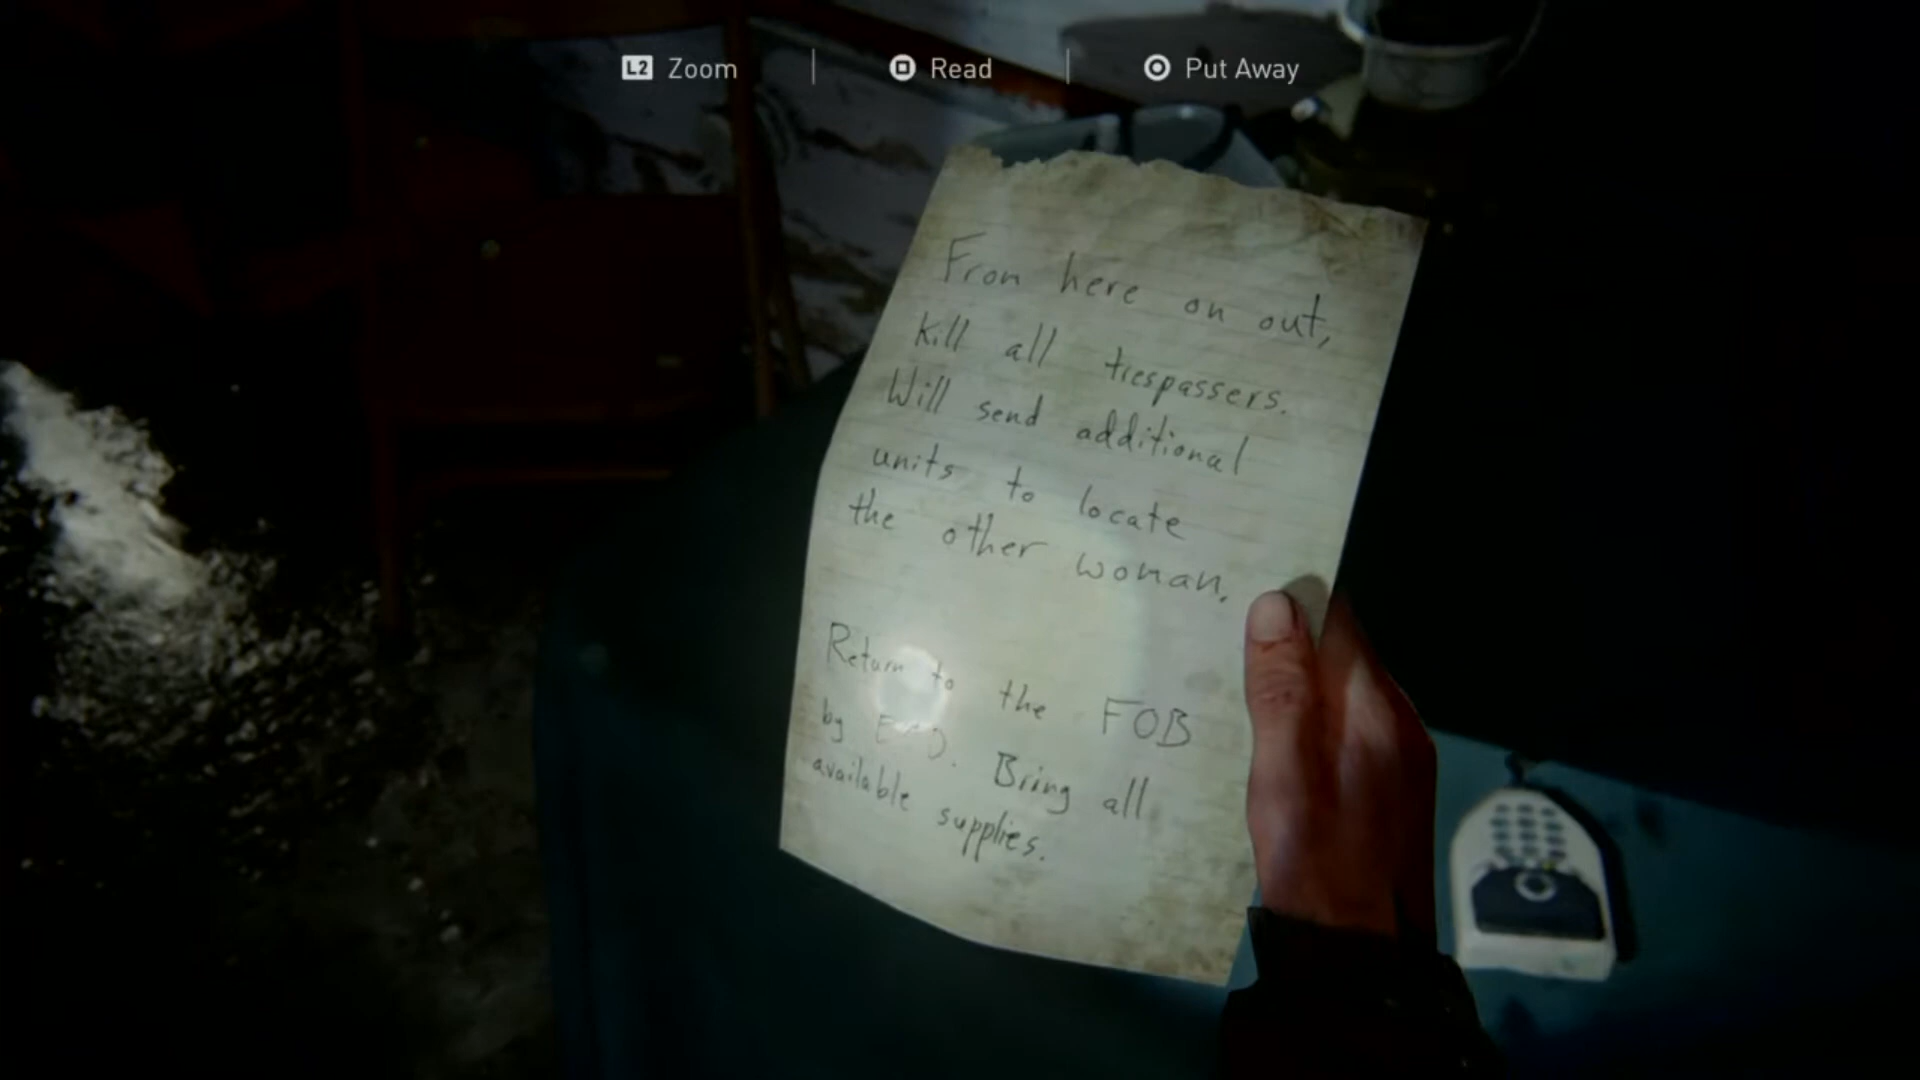 L2 Zoom | Read | Put Away
From here on out,
kill all trespassers.
Will send additional
units to locate
the other woman.
Return to the FOB
by EOD. Bring all
available supplies.